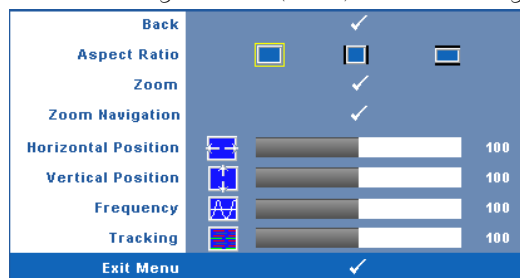 Back
Aspect Ratio
Zoom
Zoom Navigation
Horizontal Position 100
Vertical Position 100
Frequency 100
Tracking 100
Exit Menu